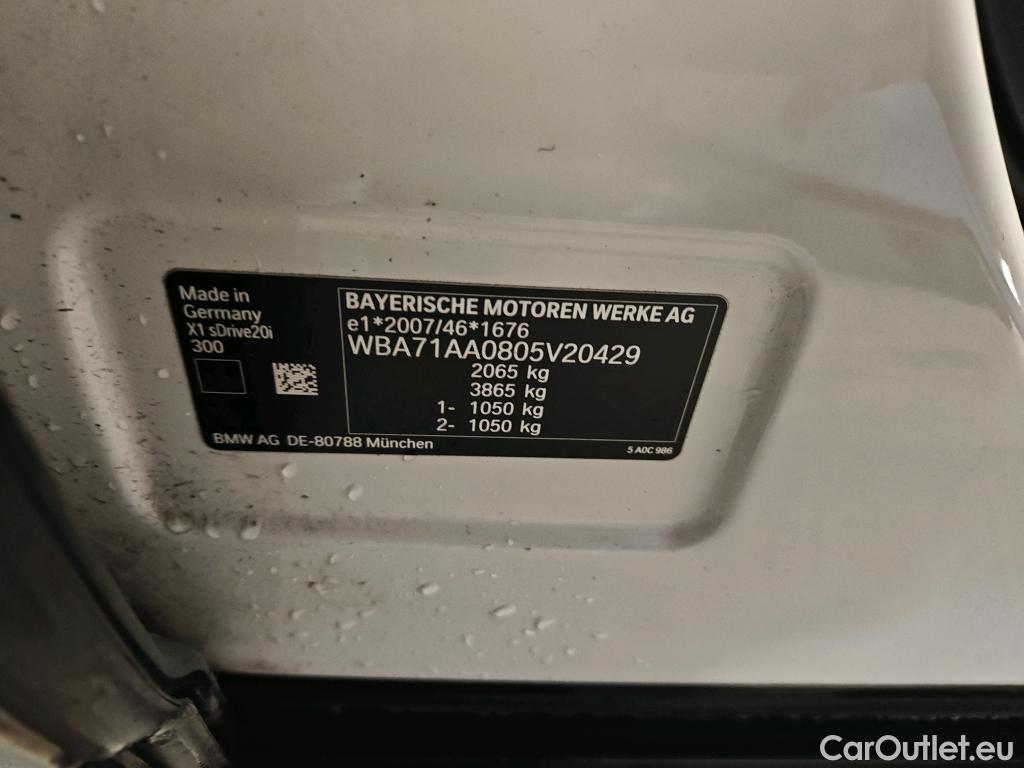 Made in
Germany
X1 sDrive20i
300
BAYERISCHE MOTOREN WERKE AG
e1*2007/46*1676
WBA71AA0805V20429
2065 kg
3865 kg
1- 1050 kg
2- 1050 kg
BMW AG DE-80788 München
5 A0C 986
CarOutlet.eu